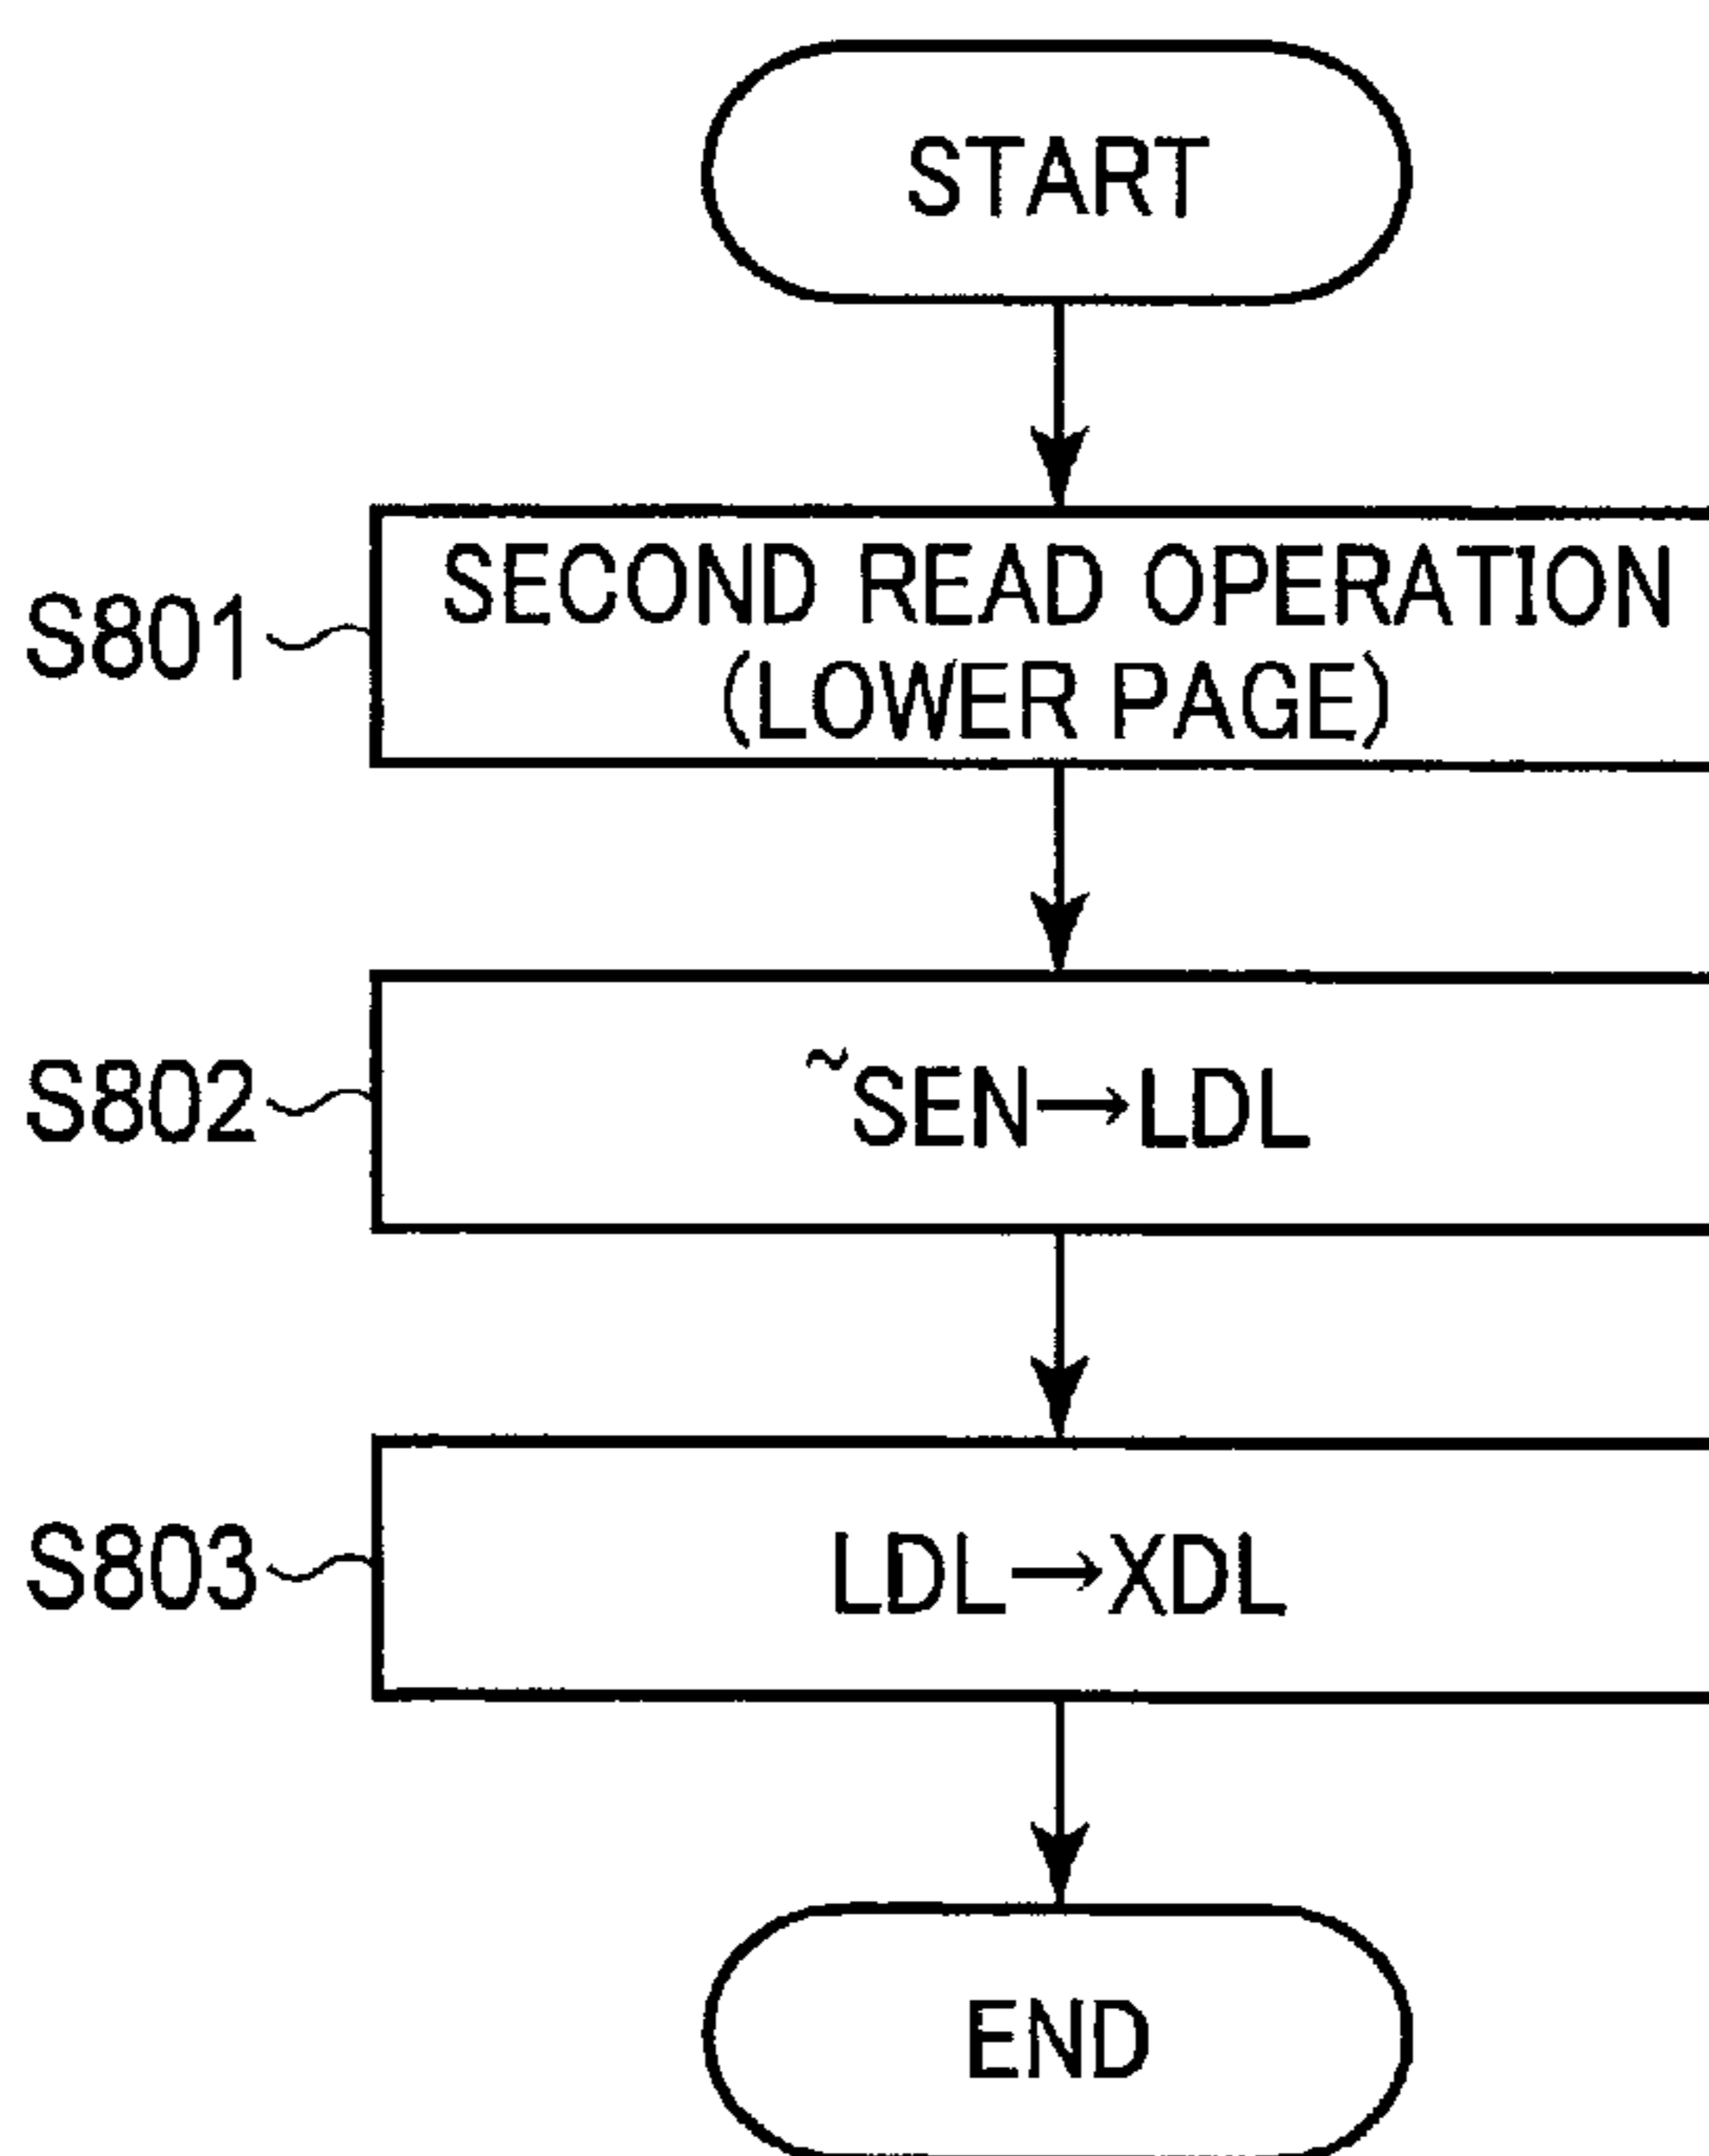 START
S801
SECOND READ OPERATION
(LOWER PAGE)
S802
~SEN→LDL
S803
LDL→XDL
END